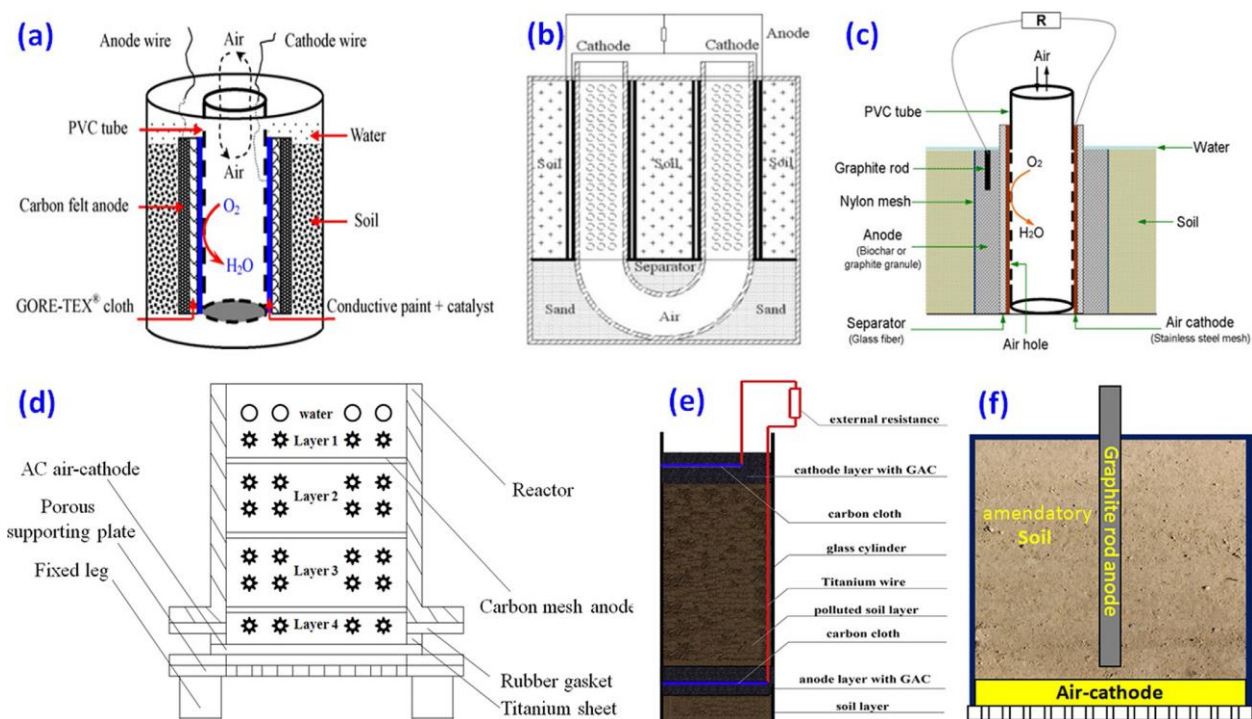 (a)
Anode wire
Air
Cathode wire
PVC tube
Water
Air
Carbon felt anode
O₂
Soil
H₂O
GORE-TEX® cloth
Conductive paint + catalyst
(b)
Cathode
Cathode
Anode
Soil
Soil
Soil
Separator
Sand
Air
Sand
(c)
R
Air
PVC tube
Water
Graphite rod
O₂
Nylon mesh
Soil
Anode
(Biochar or
graphite granule)
H₂O
Separator
(Glass fiber)
Air hole
Air cathode
(Stainless steel mesh)
(d)
water
Layer 1
AC air-cathode
Layer 2
Reactor
Porous
supporting plate
Fixed leg
Layer 3
Carbon mesh anode
Layer 4
Rubber gasket
Titanium sheet
(e)
external resistance
cathode layer with GAC
carbon cloth
glass cylinder
Titanium wire
polluted soil layer
carbon cloth
anode layer with GAC
soil layer
(f)
Graphite rod anode
amendatory
Soil
Air-cathode